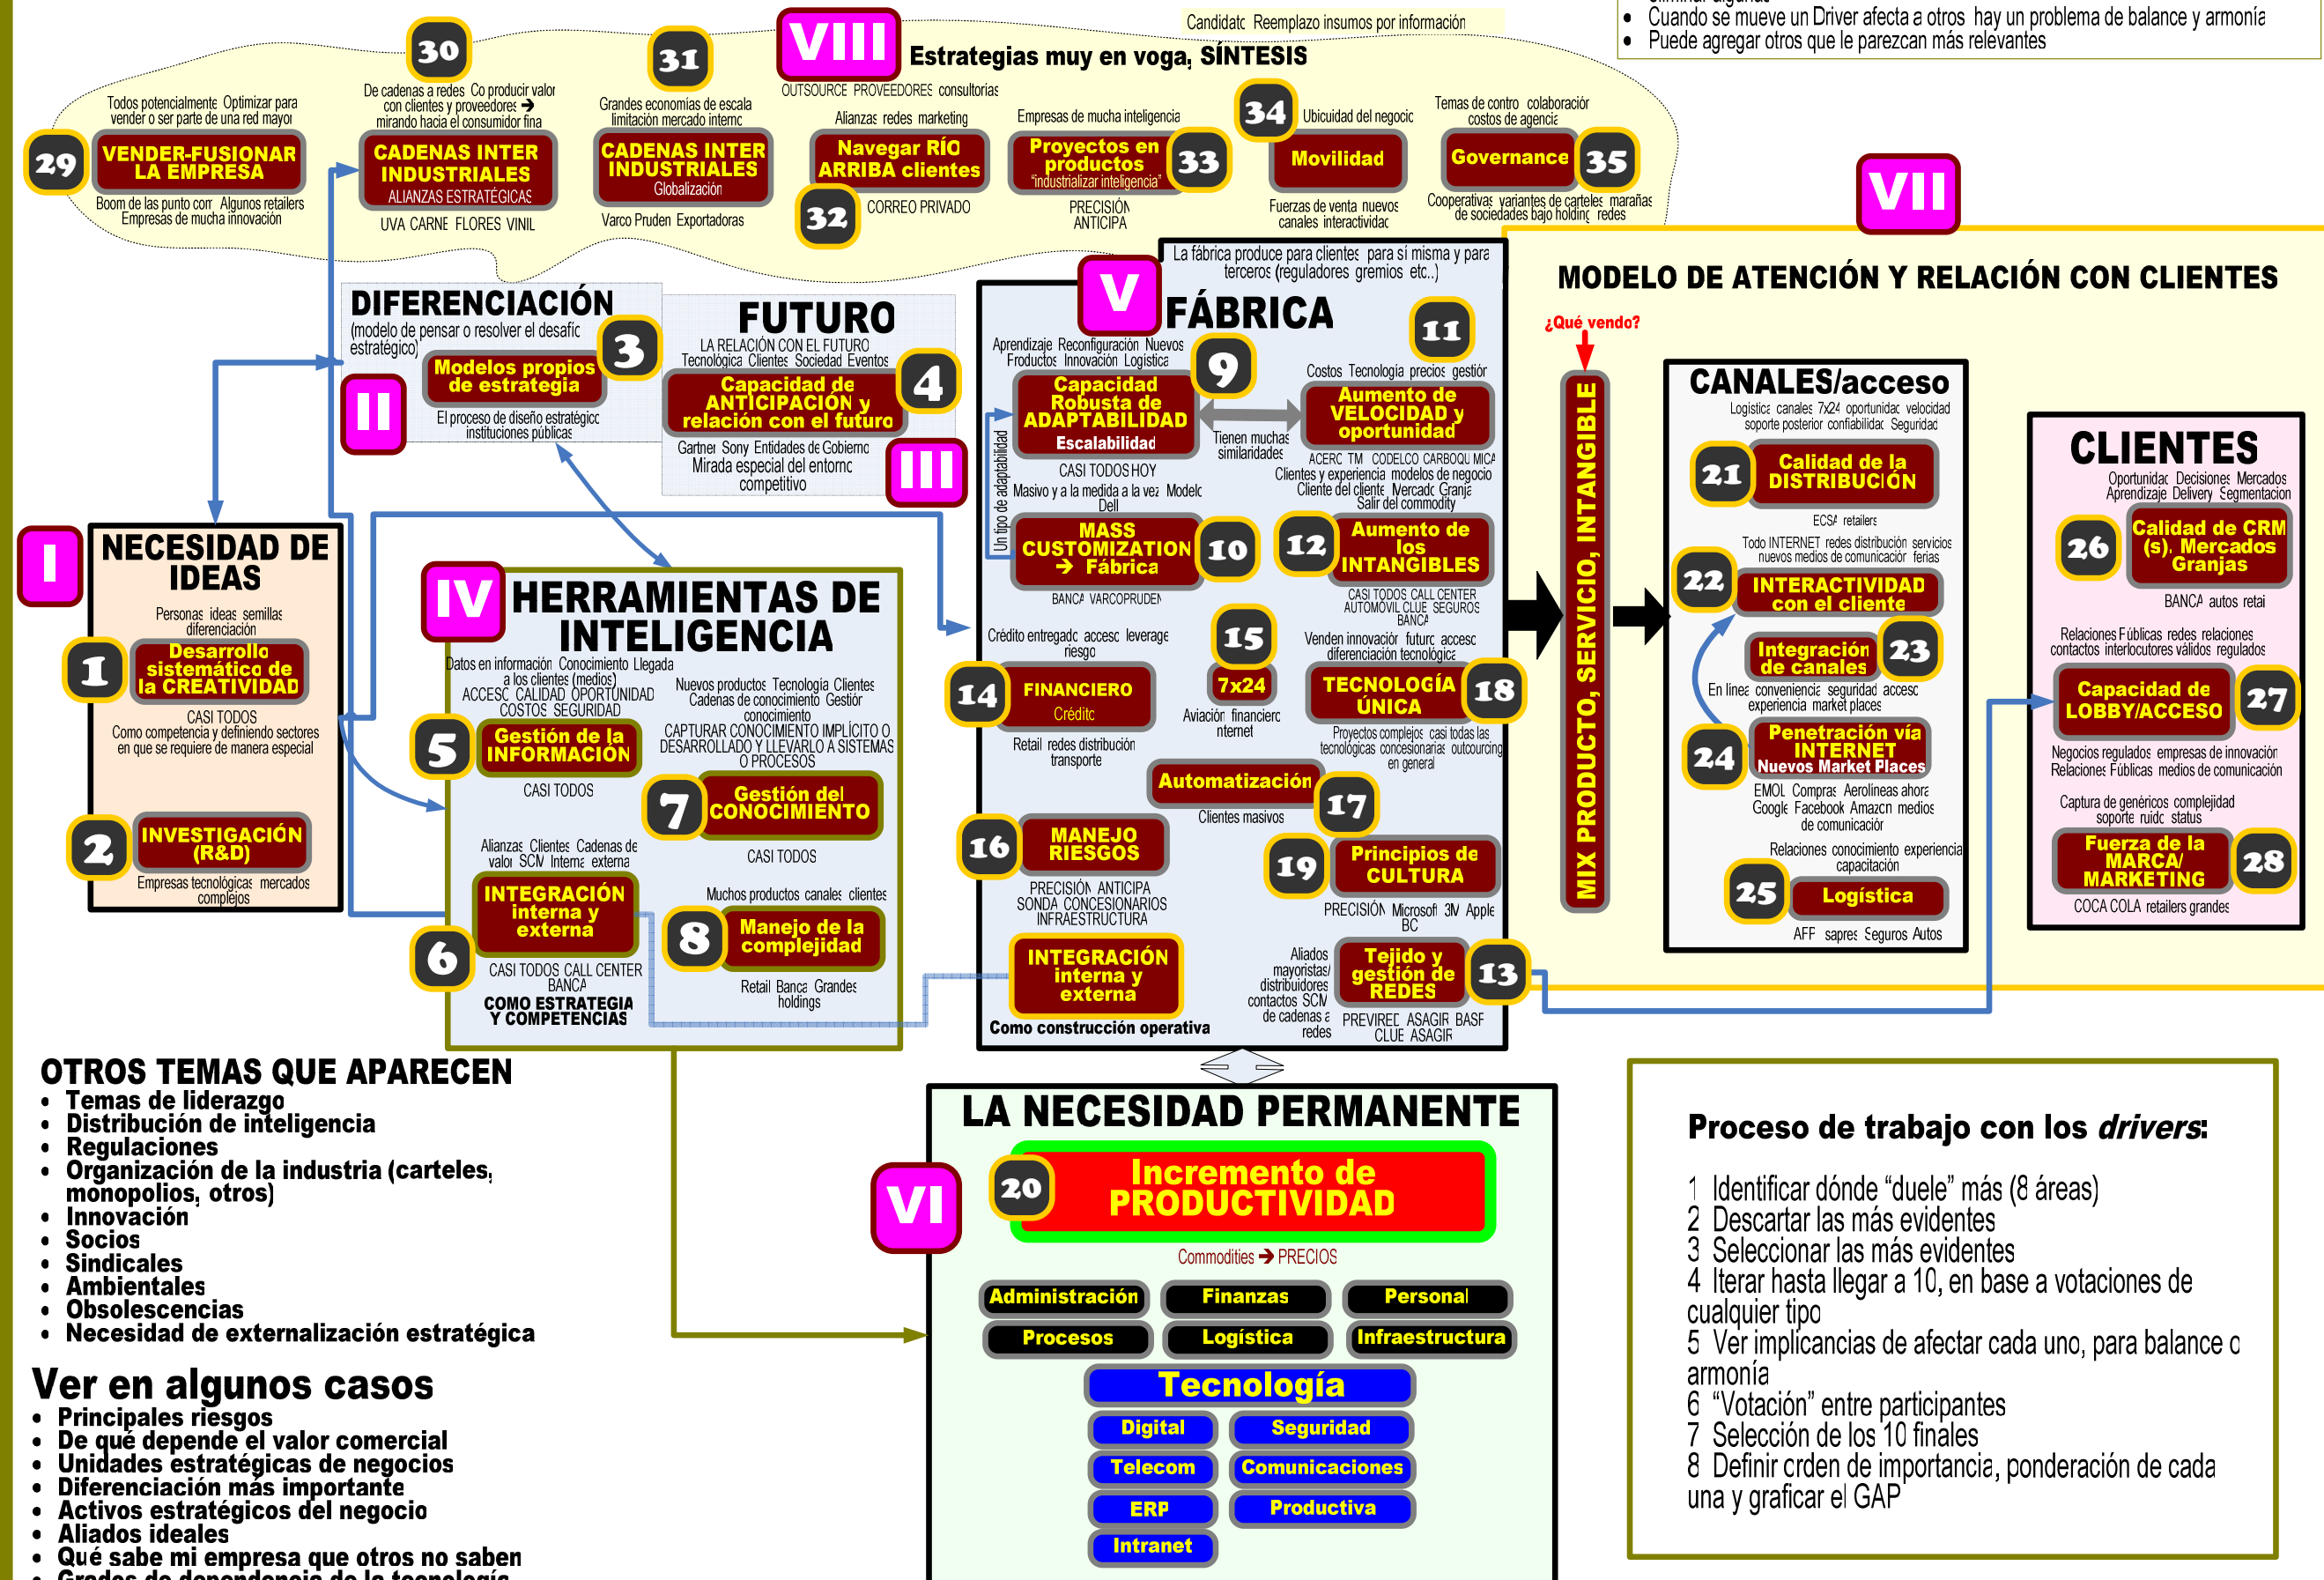 Cuando se mueve un Driver afecta a otros hay un problema de balance y armonía
Puede agregar otros que le parezcan más relevantes
Candidato Reemplazo insumos por información
VIII
Estrategias muy en voga, SÍNTESIS
OUTSOURCE PROVEEDORES consultorías
Todos potencialmente Optimizar para
vender o ser parte de una red mayor
29
VENDER-FUSIONAR
LA EMPRESA
Boom de las punto com Algunos retailers
Empresas de mucha innovación
30
De cadenas a redes Co producir valor
con clientes y proveedores ➔
mirando hacia el consumidor fina
CADENAS INTER
INDUSTRIALES
ALIANZAS ESTRATÉGICAS
UVA CARNE FLORES VINIL
31
Grandes economías de escala
limitación mercado interno
CADENAS INTER
INDUSTRIALES
Globalización
Varco Pruden Exportadoras
Alianzas redes marketing
Navegar RÍO
ARRIBA clientes
32
CORREO PRIVADO
Empresas de mucha inteligencia
Proyectos en
productos
"industrializar inteligencia"
33
PRECISIÓN
ANTICIPA
34
Ubicuidad del negocio
Movilidad
Fuerzas de venta nuevos
canales interactividad
Temas de contro colaboración
costos de agencia
Governance
35
Cooperativas variantes de carteles marañas
de sociedades bajo holding redes
VII
MODELO DE ATENCIÓN Y RELACIÓN CON CLIENTES
DIFERENCIACIÓN
(modelo de pensar o resolver el desafío
estratégico)
3
Modelos propios
de estrategia
II
El proceso de diseño estratégico
instituciones públicas
FUTURO
LA RELACIÓN CON EL FUTURO
Tecnológica Clientes Sociedad Eventos
4
Capacidad de
ANTICIPACIÓN y
relación con el futuro
Gartner Sony Entidades de Gobierno
Mirada especial del entorno
competitivo
III
I
NECESIDAD DE
IDEAS
Personas ideas semillas
diferenciación
1
Desarrollo
sistemático de
la CREATIVIDAD
CASI TODOS
Como competencia y definiendo sectores
en que se requiere de manera especial
2
INVESTIGACIÓN
(R&D)
Empresas tecnológicas mercados
complejos
IV
HERRAMIENTAS DE
INTELIGENCIA
Datos en información Conocimiento Llegada
a los clientes (medios)
ACCESO CALIDAD OPORTUNIDAD
COSTOS SEGURIDAD
5
Gestión de la
INFORMACIÓN
CASI TODOS
Nuevos productos Tecnología Clientes
Cadenas de conocimiento Gestión
conocimiento
CAPTURAR CONOCIMIENTO IMPLÍCITO O
DESARROLLADO Y LLEVARLO A SISTEMAS
O PROCESOS
7
Gestión del
CONOCIMIENTO
CASI TODOS
Alianzas Clientes Cadenas de
valor SCM Interna externa
INTEGRACIÓN
interna y
externa
6
CASI TODOS CALL CENTER
BANCA
COMO ESTRATEGIA
Y COMPETENCIAS
Muchos productos canales clientes
8
Manejo de la
complejidad
Retail Banca Grandes
holdings
V
La fábrica produce para clientes para sí misma y para
terceros (reguladores gremios etc..)
FÁBRICA
Aprendizaje Reconfiguración Nuevos
Productos Innovación Logística
9
Capacidad
Robusta de
ADAPTABILIDAD
Escalabilidad
CASI TODOS HOY
Masivo y a la medida a la vez Modelo
Dell
Un tipo de adaptabilidad
Tienen muchas
similaridades
11
Costos Tecnología precios gestión
Aumento de
VELOCIDAD y
oportunidad
ACERO TM CODELCO CARBOQUMICA
Clientes y experiencia modelos de negocio
Cliente del cliente Mercado Granja
Salir del commodity
MASS
CUSTOMIZATION
➔ Fábrica
10
BANCA VARCOPRUDEN
12
Aumento de
los
INTANGIBLES
CASI TODOS CALL CENTER
AUTOMÓVIL CLUB SEGUROS
BANCA
Crédito entregado acceso leverage
riesgo
14
FINANCIERO
Crédito
Retail redes distribución
transporte
15
7x24
Aviación financiero
nternet
Venden innovación futuro acceso
diferenciación tecnológica
TECNOLOGÍA
ÚNICA
18
Proyectos complejos casi todas las
tecnológicas concesionarias outcourcing
en general
Automatización
17
Clientes masivos
16
MANEJO
RIESGOS
PRECISIÓN ANTICIPA
SONDA CONCESIONARIOS
INFRAESTRUCTURA
19
Principios de
CULTURA
PRECISIÓN Microsoft 3M Apple
BC
INTEGRACIÓN
interna y
externa
Como construcción operativa
Aliados
mayoristas/
distribuidores
contactos SCM
de cadenas a
redes
Tejido y
gestión de
REDES
13
PREVIRED ASAGIR BASF
CLUE ASAGIR
¿Qué vendo?
MIX PRODUCTO, SERVICIO, INTANGIBLE
CANALES/acceso
Logística canales 7x24 oportunidad velocidad
soporte posterior confiabilidad Seguridad
21
Calidad de la
DISTRIBUCIÓN
ECSA retailers
Todo INTERNET redes distribución servicios
nuevos medios de comunicación ferias
22
INTERACTIVIDAD
con el cliente
Integración
de canales
23
En línea conveniencia seguridad acceso
experiencia market places
24
Penetración vía
INTERNET
Nuevos Market Places
EMOL Compras Aerolíneas ahora
Google Facebook Amazon medios
de comunicación
Relaciones conocimiento experiencia
capacitación
25
Logística
AFP sapres Seguros Autos
CLIENTES
Oportunidad Decisiones Mercados
Aprendizaje Delivery Segmentacion
26
Calidad de CRM
(s). Mercados
Granjas
BANCA autos retai
Relaciones Públicas redes relaciones
contactos interlocutores válidos regulados
Capacidad de
LOBBY/ACCESO
27
Negocios regulados empresas de innovación
Relaciones Públicas medios de comunicación
Captura de genéricos complejidad
soporte ruido status
Fuerza de la
MARCA/
MARKETING
28
COCA COLA retailers grandes
VI
LA NECESIDAD PERMANENTE
20
Incremento de
PRODUCTIVIDAD
Commodities ➔ PRECIOS
Administración
Finanzas
Personal
Procesos
Logística
Infraestructura
Tecnología
Digital
Seguridad
Telecom
Comunicaciones
ERP
Productiva
Intranet
OTROS TEMAS QUE APARECEN
• Temas de liderazgo
• Distribución de inteligencia
• Regulaciones
• Organización de la industria (carteles,
monopolios, otros)
• Innovación
• Socios
• Sindicales
• Ambientales
• Obsolescencias
• Necesidad de externalización estratégica
Ver en algunos casos
• Principales riesgos
• De qué depende el valor comercial
• Unidades estratégicas de negocios
• Diferenciación más importante
• Activos estratégicos del negocio
• Aliados ideales
• Qué sabe mi empresa que otros no saben
• Grados de dependencia de la tecnología
Proceso de trabajo con los drivers:
1 Identificar dónde "duele" más (8 áreas)
2 Descartar las más evidentes
3 Seleccionar las más evidentes
4 Iterar hasta llegar a 10, en base a votaciones de
cualquier tipo
5 Ver implicancias de afectar cada uno, para balance o
armonía
6 "Votación" entre participantes
7 Selección de los 10 finales
8 Definir orden de importancia, ponderación de cada
una y graficar el GAP